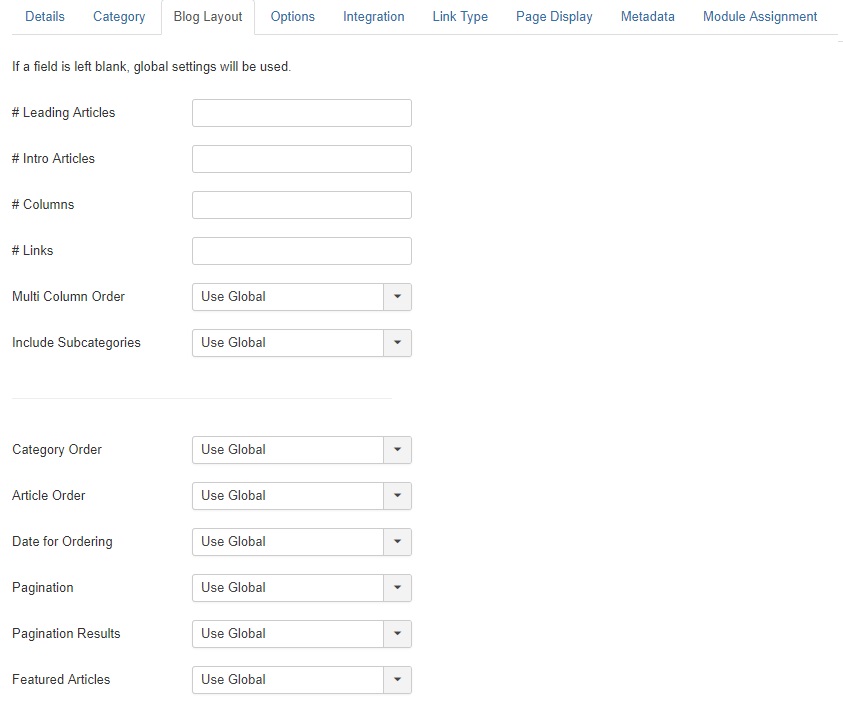 Details Category Blog Layout Options Integration Link Type Page Display Metadata Module Assignment
If a field is left blank, global settings will be used.
# Leading Articles
# Intro Articles
# Columns
# Links
Multi Column Order Use Global
Include Subcategories Use Global
Category Order Use Global
Article Order Use Global
Date for Ordering Use Global
Pagination Use Global
Pagination Results Use Global
Featured Articles Use Global